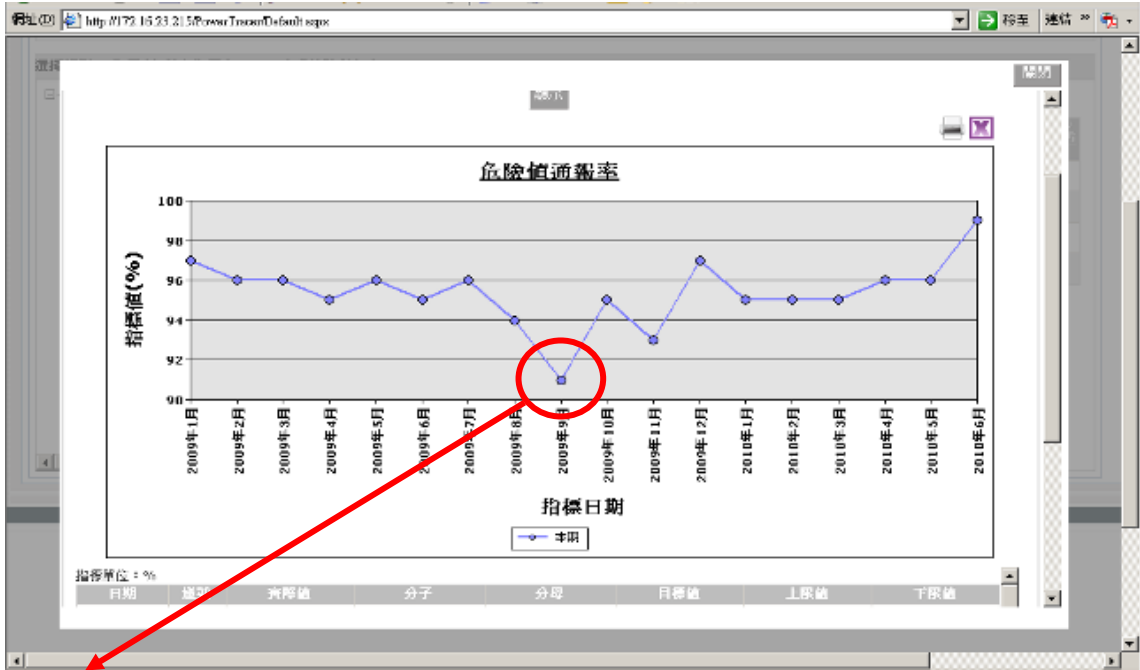 網址(D) http://172.16.23.215/PowerTracer/Default.aspx 移至 連結 »
選擇
關閉
危險值通報率
指標值(%)
100
98
96
94
92
90
2009年1月 2009年2月 2009年3月 2009年4月 2009年5月 2009年6月 2009年7月 2009年8月 2009年9月 2009年10月 2009年11月 2009年12月 2010年1月 2010年2月 2010年3月 2010年4月 2010年5月 2010年6月
指標日期
本期
指標單位：%
日期 實際值 分子 分母 目標值 上限值 下限值